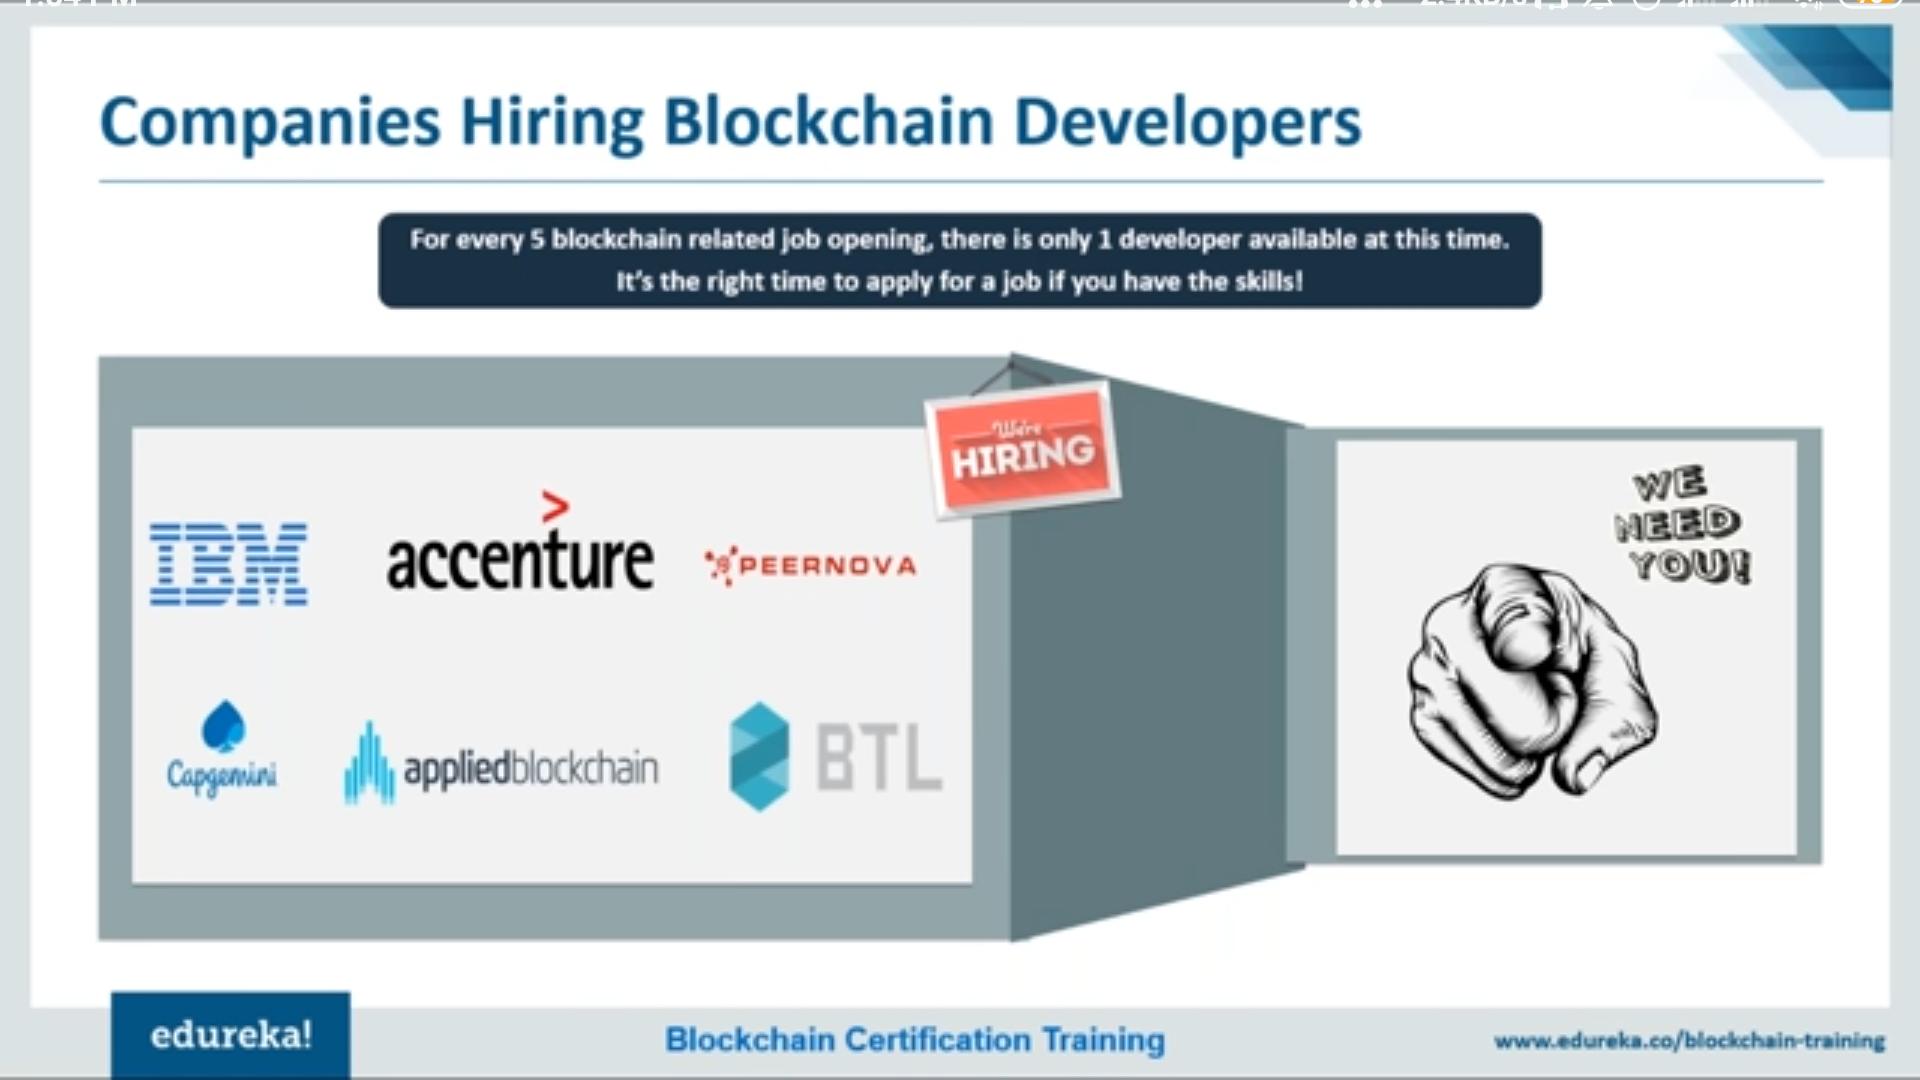 Companies Hiring Blockchain Developers
For every 5 blockchain related job opening, there is only 1 developer available at this time.
It's the right time to apply for a job if you have the skills!
We're
HIRING
IBM
accenture
PEERNOVA
Capgemini
appliedblockchain
BTL
WE
NEED
YOU!
edureka!
Blockchain Certification Training
www.edureka.co/blockchain-training